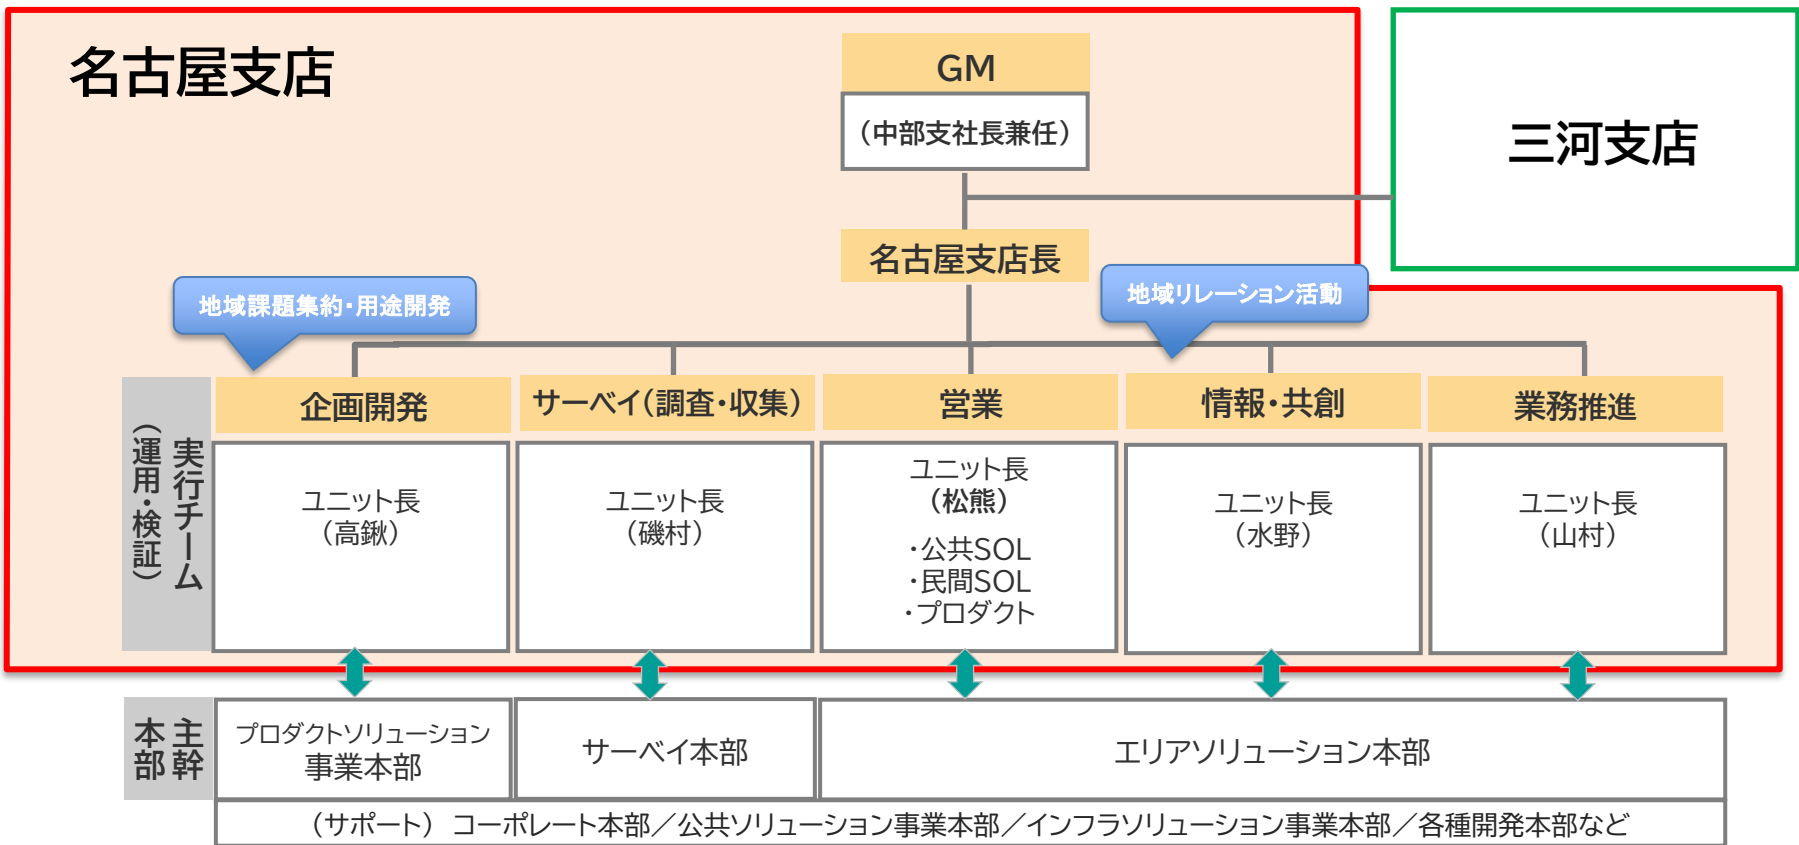 名古屋支店
GM
（中部支社長兼任）
三河支店
名古屋支店長
地域課題集約・用途開発
地域リレーション活動
実行チーム
（運用・検証）
企画開発
ユニット長
（高鍬）
サーベイ（調査・収集）
ユニット長
（磯村）
営業
ユニット長
（松熊）
・公共SOL
・民間SOL
・プロダクト
情報・共創
ユニット長
（水野）
業務推進
ユニット長
（山村）
主幹
本部
プロダクトソリューション
事業本部
サーベイ本部
エリアソリューション本部
（サポート） コーポレート本部／公共ソリューション事業本部／インフラソリューション事業本部／各種開発本部など